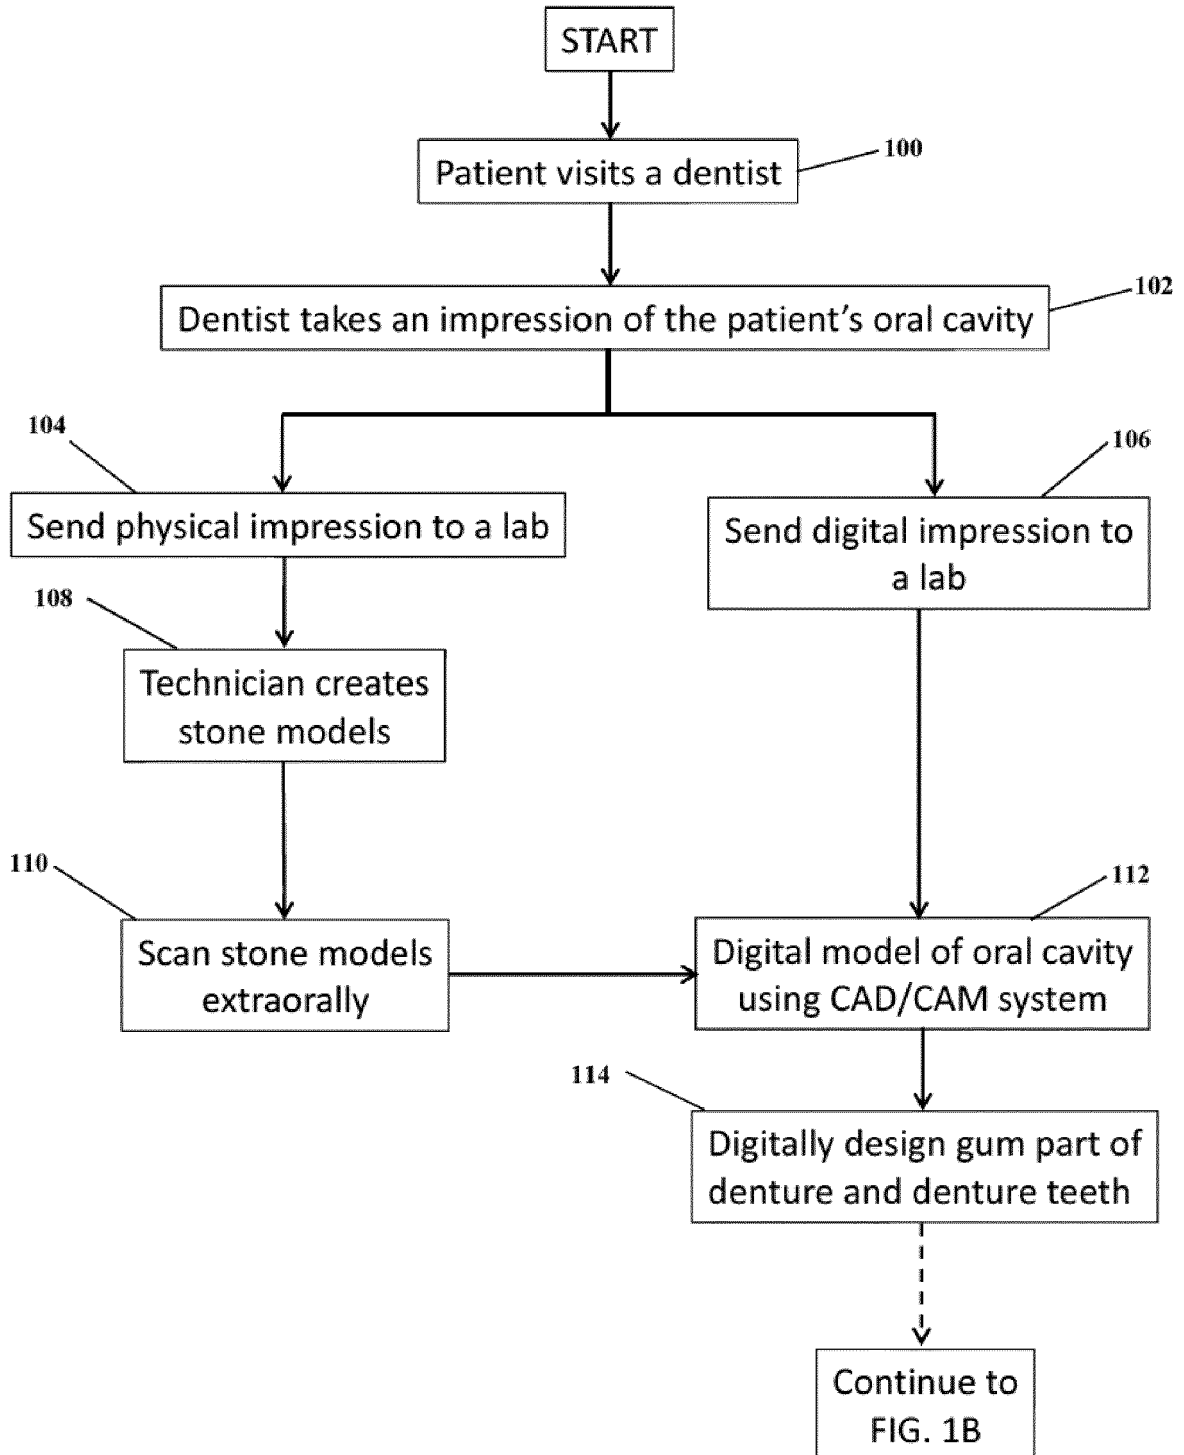 START
100
Patient visits a dentist
102
Dentist takes an impression of the patient's oral cavity
104
Send physical impression to a lab
106
Send digital impression to
a lab
108
Technician creates
stone models
110
Scan stone models
extraorally
112
Digital model of oral cavity
using CAD/CAM system
114
Digitally design gum part of
denture and denture teeth
Continue to
FIG. 1B